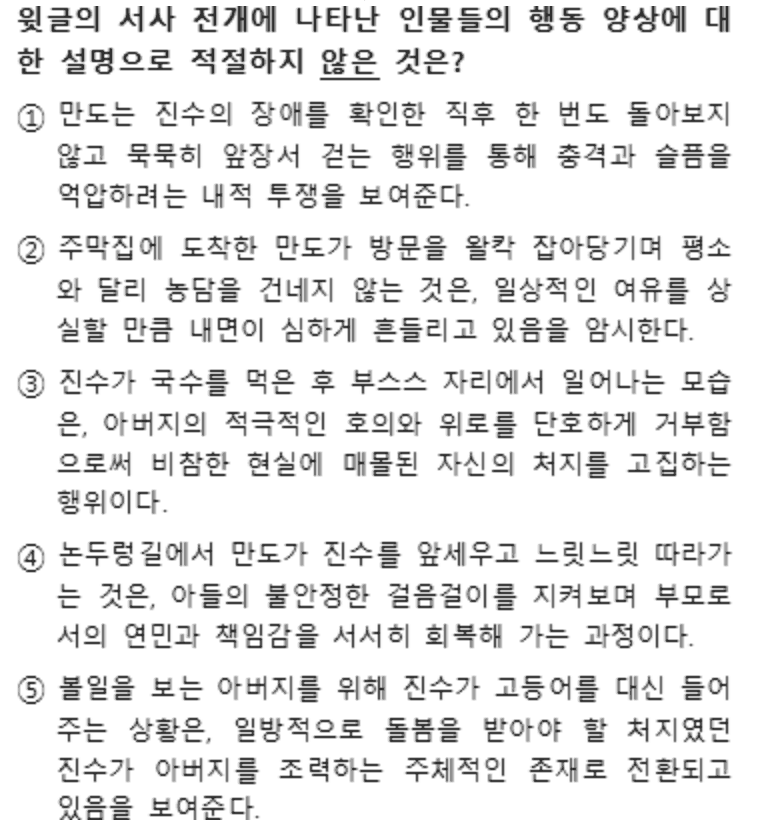 윗글의 서사 전개에 나타난 인물들의 행동 양상에 대
한 설명으로 적절하지 않은 것은?
① 만도는 진수의 장애를 확인한 직후 한 번도 돌아보지
않고 묵묵히 앞장서 걷는 행위를 통해 충격과 슬픔을
억압하려는 내적 투쟁을 보여준다.
② 주막집에 도착한 만도가 방문을 왈칵 잡아당기며 평소
와 달리 농담을 건네지 않는 것은, 일상적인 여유를 상
실할 만큼 내면이 심하게 흔들리고 있음을 암시한다.
③ 진수가 국수를 먹은 후 부스스 자리에서 일어나는 모습
은, 아버지의 적극적인 호의와 위로를 단호하게 거부함
으로써 비참한 현실에 매몰된 자신의 처지를 고집하는
행위이다.
④ 논두렁길에서 만도가 진수를 앞세우고 느릿느릿 따라가
는 것은, 아들의 불안정한 걸음걸이를 지켜보며 부모로
서의 연민과 책임감을 서서히 회복해 가는 과정이다.
⑤ 볼일을 보는 아버지를 위해 진수가 고등어를 대신 들어
주는 상황은, 일방적으로 돌봄을 받아야 할 처지였던
진수가 아버지를 조력하는 주체적인 존재로 전환되고
있음을 보여준다.